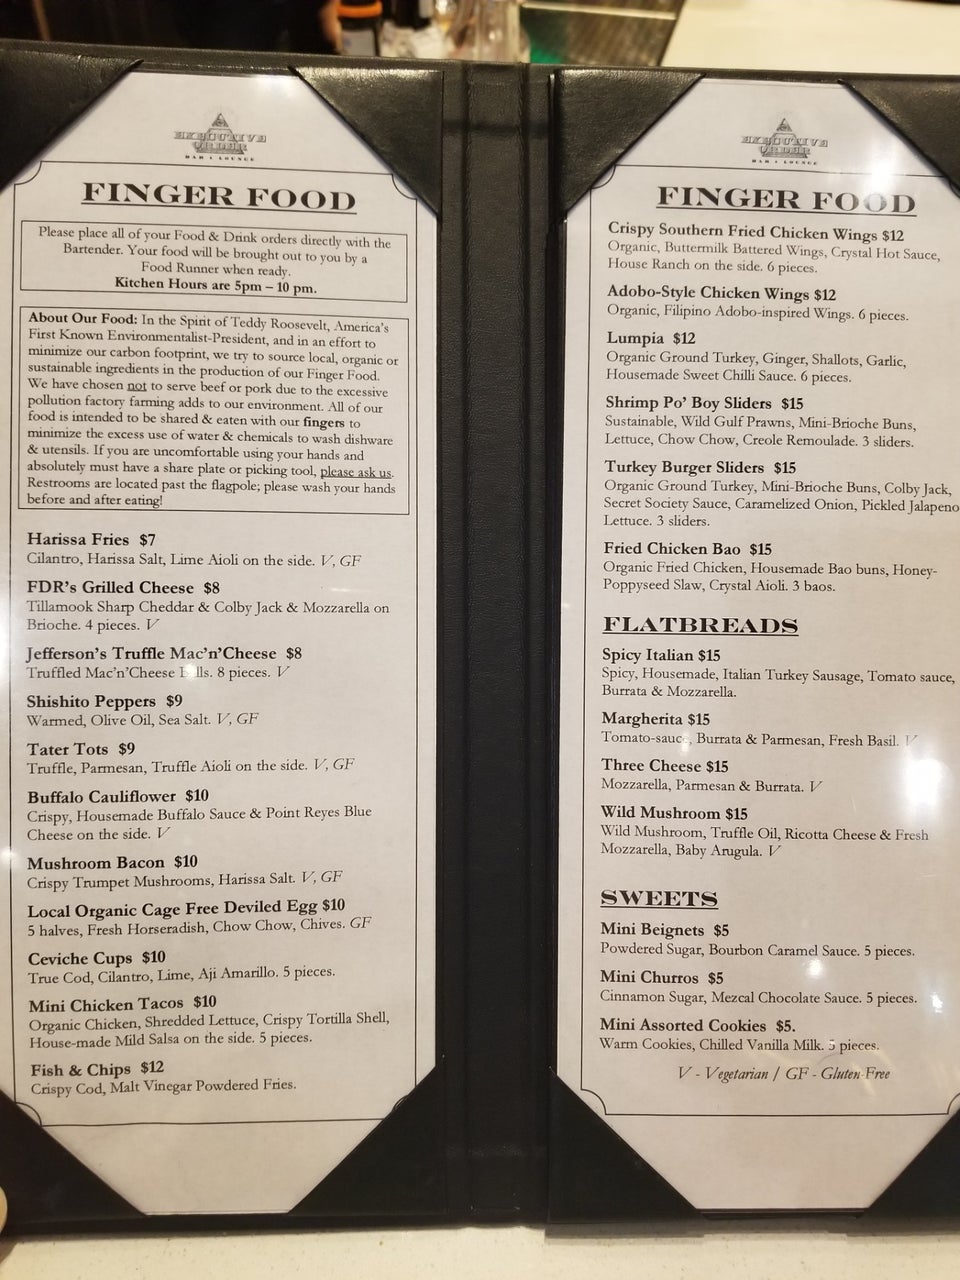 EXECUTIVE
ORDER
BAR & LOUNGE
FINGER FOOD
Please place all of your Food & Drink orders directly with the
Bartender. Your food will be brought out to you by a
Food Runner when ready.
Kitchen Hours are 5pm – 10 pm.
About Our Food: In the Spirit of Teddy Roosevelt, America's
First Known Environmentalist-President, and in an effort to
minimize our carbon footprint, we try to source local, organic or
sustainable ingredients in the production of our Finger Food.
We have chosen not to serve beef or pork due to the excessive
pollution factory farming adds to our environment. All of our
food is intended to be shared & eaten with our fingers to
minimize the excess use of water & chemicals to wash dishware
& utensils. If you are uncomfortable using your hands and
absolutely must have a share plate or picking tool, please ask us.
Restrooms are located past the flagpole; please wash your hands
before and after eating!
Harissa Fries $7
Cilantro, Harissa Salt, Lime Aioli on the side. V, GF
FDR's Grilled Cheese $8
Tillamook Sharp Cheddar & Colby Jack & Mozzarella on
Brioche. 4 pieces. V
Jefferson's Truffle Mac'n'Cheese $8
Truffled Mac'n'Cheese Balls. 8 pieces. V
Shishito Peppers $9
Warmed, Olive Oil, Sea Salt. V, GF
Tater Tots $9
Truffle, Parmesan, Truffle Aioli on the side. V, GF
Buffalo Cauliflower $10
Crispy, Housemade Buffalo Sauce & Point Reyes Blue
Cheese on the side. V
Mushroom Bacon $10
Crispy Trumpet Mushrooms, Harissa Salt. V, GF
Local Organic Cage Free Deviled Egg $10
5 halves, Fresh Horseradish, Chow Chow, Chives. GF
Ceviche Cups $10
True Cod, Cilantro, Lime, Aji Amarillo. 5 pieces.
Mini Chicken Tacos $10
Organic Chicken, Shredded Lettuce, Crispy Tortilla Shell,
House-made Mild Salsa on the side. 5 pieces.
Fish & Chips $12
Crispy Cod, Malt Vinegar Powdered Fries.
EXECUTIVE
ORDER
BAR & LOUNGE
FINGER FOOD
Crispy Southern Fried Chicken Wings $12
Organic, Buttermilk Battered Wings, Crystal Hot Sauce,
House Ranch on the side. 6 pieces.
Adobo-Style Chicken Wings $12
Organic, Filipino Adobo-inspired Wings. 6 pieces.
Lumpia $12
Organic Ground Turkey, Ginger, Shallots, Garlic,
Housemade Sweet Chilli Sauce. 6 pieces.
Shrimp Po' Boy Sliders $15
Sustainable, Wild Gulf Prawns, Mini-Brioche Buns,
Lettuce, Chow Chow, Creole Remoulade. 3 sliders.
Turkey Burger Sliders $15
Organic Ground Turkey, Mini-Brioche Buns, Colby Jack,
Secret Society Sauce, Caramelized Onion, Pickled Jalapeno
Lettuce. 3 sliders.
Fried Chicken Bao $15
Organic Fried Chicken, Housemade Bao buns, Honey-
Poppyseed Slaw, Crystal Aioli. 3 baos.
FLATBREADS
Spicy Italian $15
Spicy, Housemade, Italian Turkey Sausage, Tomato sauce,
Burrata & Mozzarella.
Margherita $15
Tomato-sauce, Burrata & Parmesan, Fresh Basil. V
Three Cheese $15
Mozzarella, Parmesan & Burrata. V
Wild Mushroom $15
Wild Mushroom, Truffle Oil, Ricotta Cheese & Fresh
Mozzarella, Baby Arugula. V
SWEETS
Mini Beignets $5
Powdered Sugar, Bourbon Caramel Sauce. 5 pieces.
Mini Churros $5
Cinnamon Sugar, Mezcal Chocolate Sauce. 5 pieces.
Mini Assorted Cookies $5.
Warm Cookies, Chilled Vanilla Milk. 5 pieces.
V - Vegetarian / GF - Gluten-Free